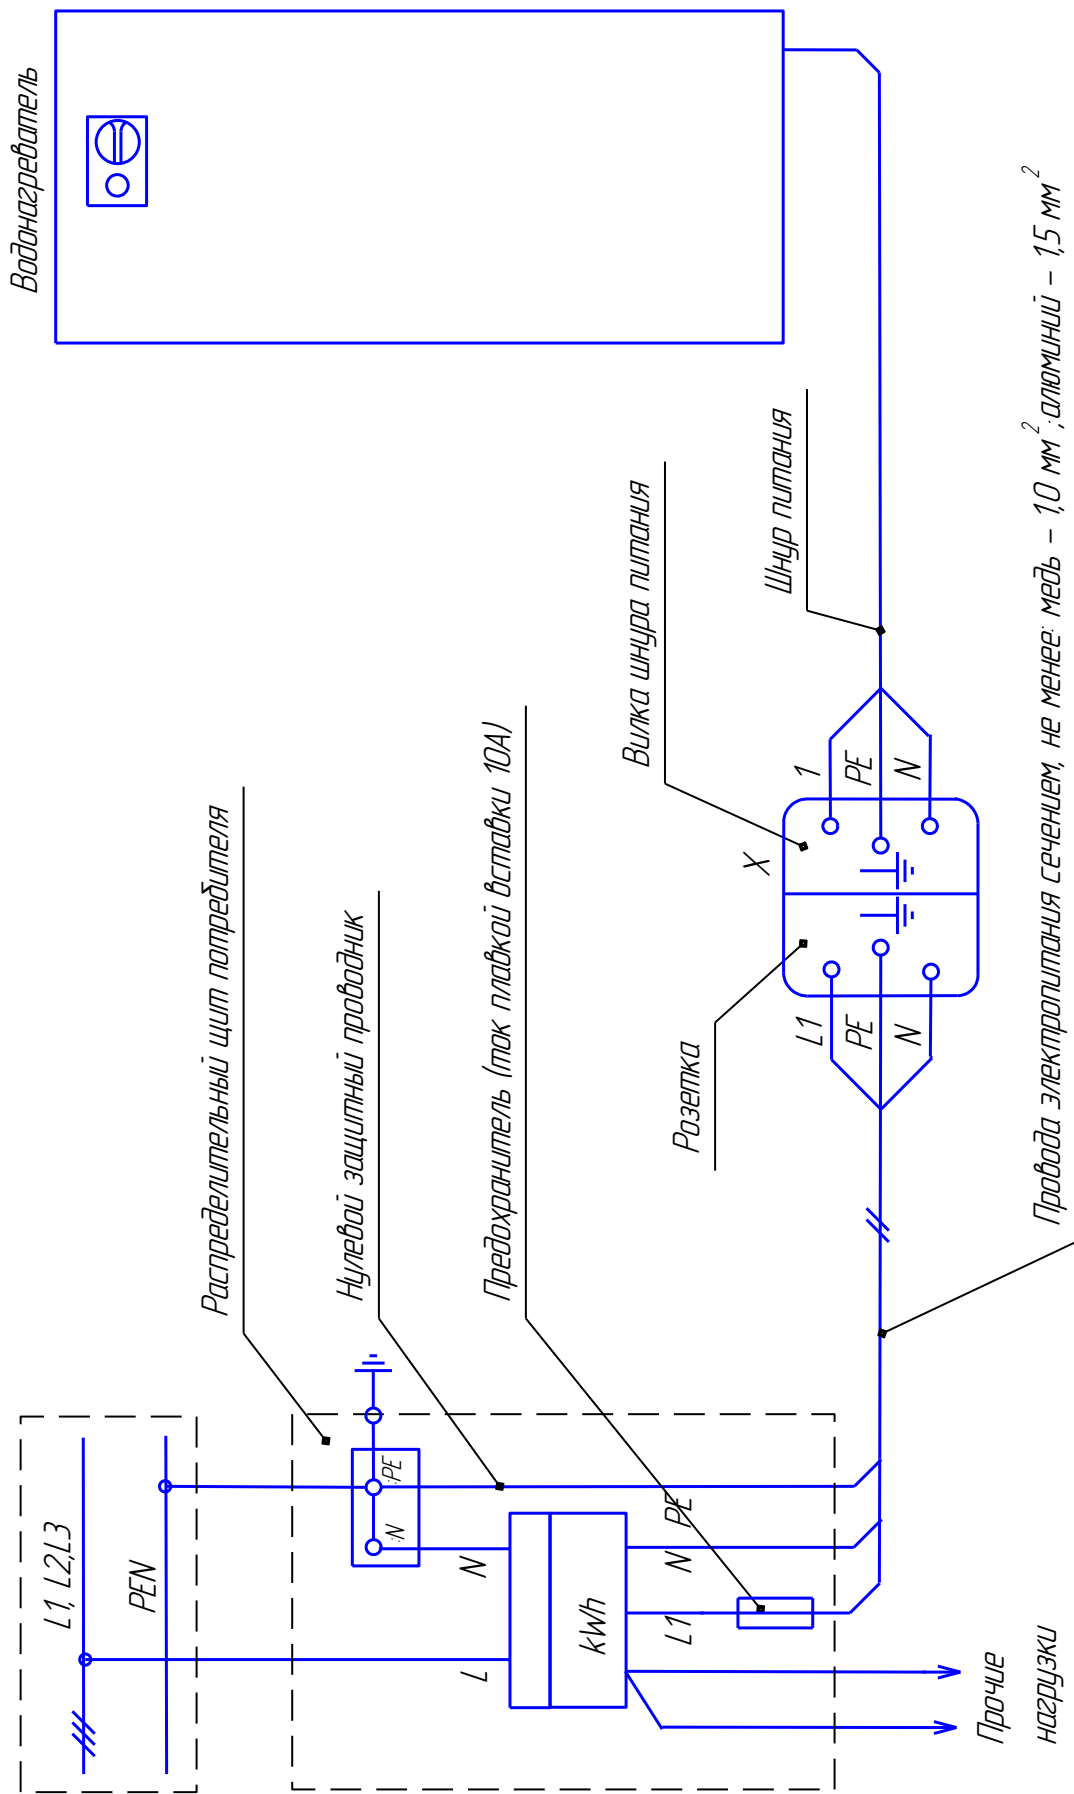 Водонагреватель
Шнур питания
Вилка шнура питания
Предохранитель (ток плавкой вставки 10А)
Нулевой защитный проводник
Распределительный щит потребителя
Розетка
X
1
PE
N
L1
PE
N
Провода электропитания сечением, не менее: медь – 1,0 мм²; алюминий – 1,5 мм²
L1, L2,L3
PEN
:PE
:N
N
L
kWh
PE
N
L1
Прочие
нагрузки